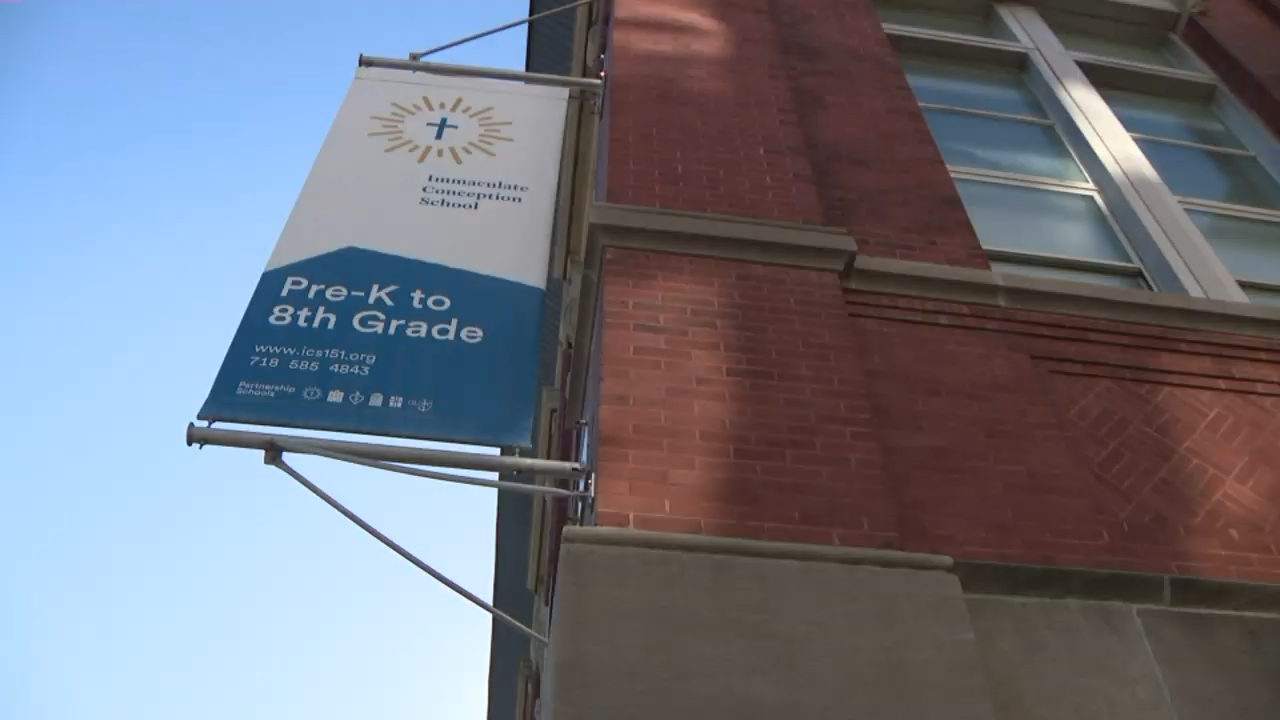 Immaculate
Conception
School
Pre-K to
8th Grade
www.ics151.org
718 585 4843
Partnership
Schools